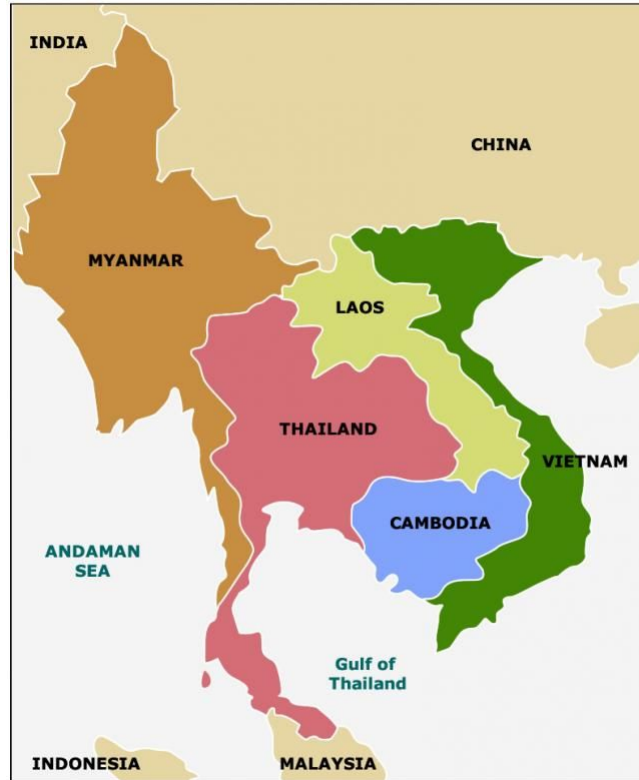 INDIA
CHINA
MYANMAR
LAOS
THAILAND
VIETNAM
CAMBODIA
ANDAMAN
SEA
Gulf of
Thailand
INDONESIA
MALAYSIA